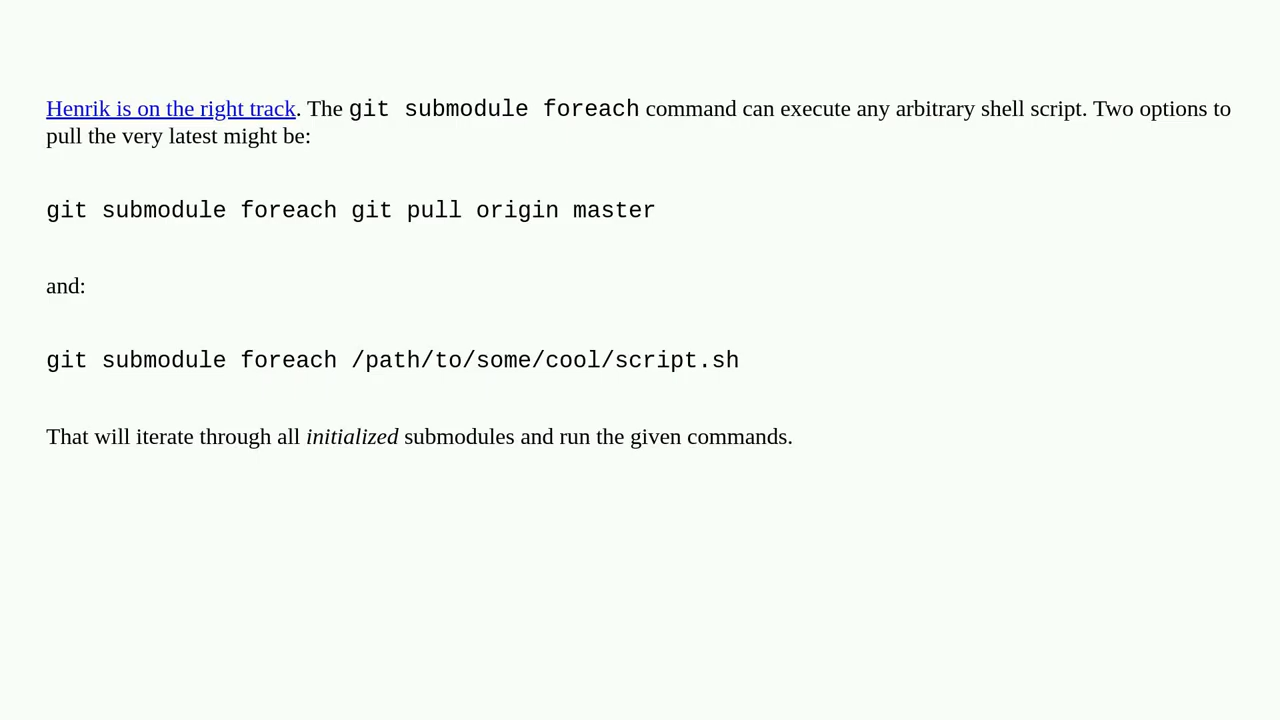 Henrik is on the right track. The git submodule foreach command can execute any arbitrary shell script. Two options to
pull the very latest might be:
git submodule foreach git pull origin master
and:
git submodule foreach /path/to/some/cool/script.sh
That will iterate through all initialized submodules and run the given commands.